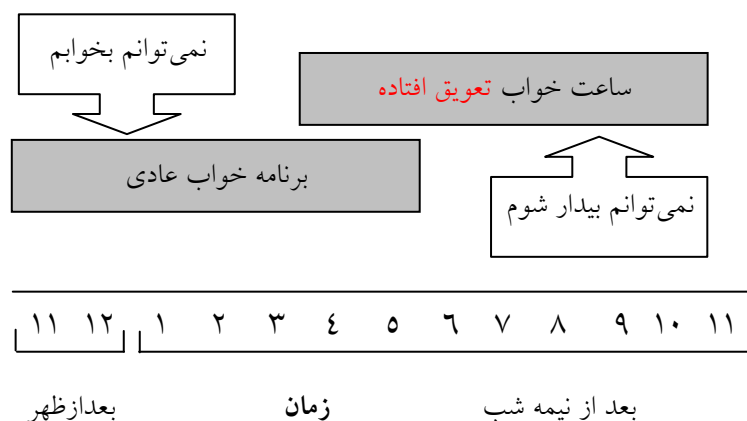 نمی‌توانم بخوابم
ساعت خواب تعویق افتاده
برنامه خواب عادی
نمی‌توانم بیدار شوم
۱۱ ۱۲ ۱ ۲ ۳ ٤ ٥ ٦ ۷ ۸ ۹ ۱۰ ۱۱
بعدازظهر زمان بعد از نیمه شب